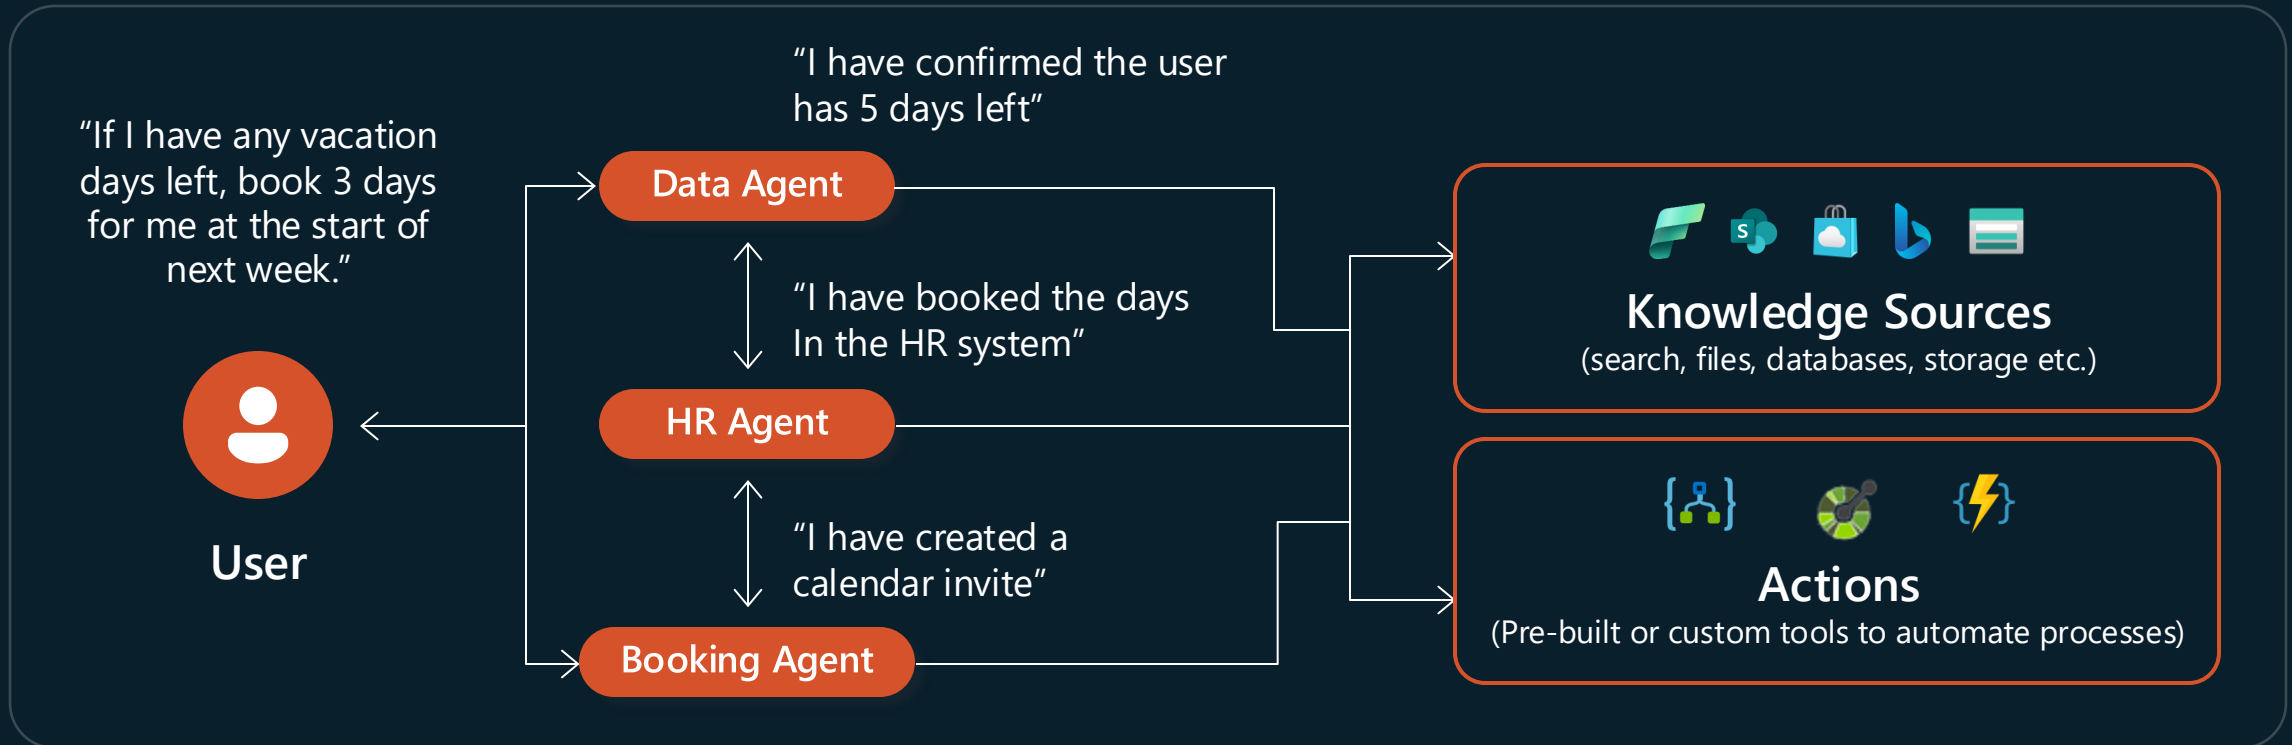 “If I have any vacation
days left, book 3 days
for me at the start of
next week.”
User
“I have confirmed the user
has 5 days left”
Data Agent
“I have booked the days
In the HR system”
HR Agent
“I have created a
calendar invite”
Booking Agent
S
Knowledge Sources
(search, files, databases, storage etc.)
Actions
(Pre-built or custom tools to automate processes)